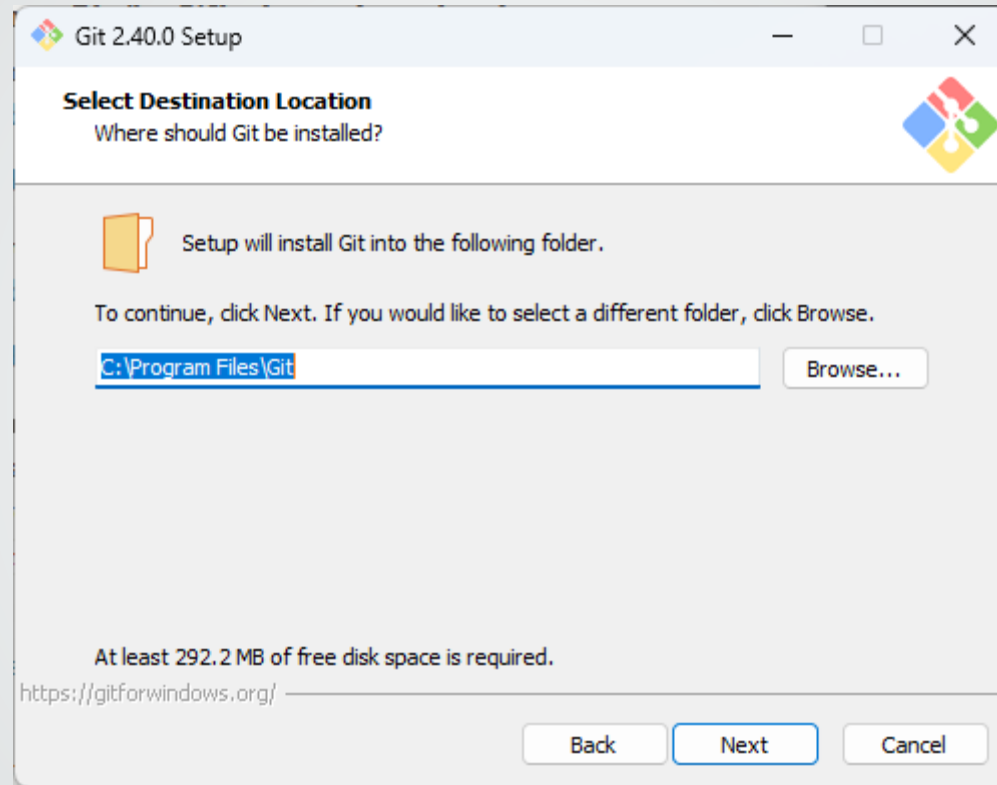 Git 2.40.0 Setup
Select Destination Location
Where should Git be installed?
Setup will install Git into the following folder.
To continue, click Next. If you would like to select a different folder, click Browse.
C:\Program Files\Git
Browse...
At least 292.2 MB of free disk space is required.
https://gitforwindows.org/
Back
Next
Cancel